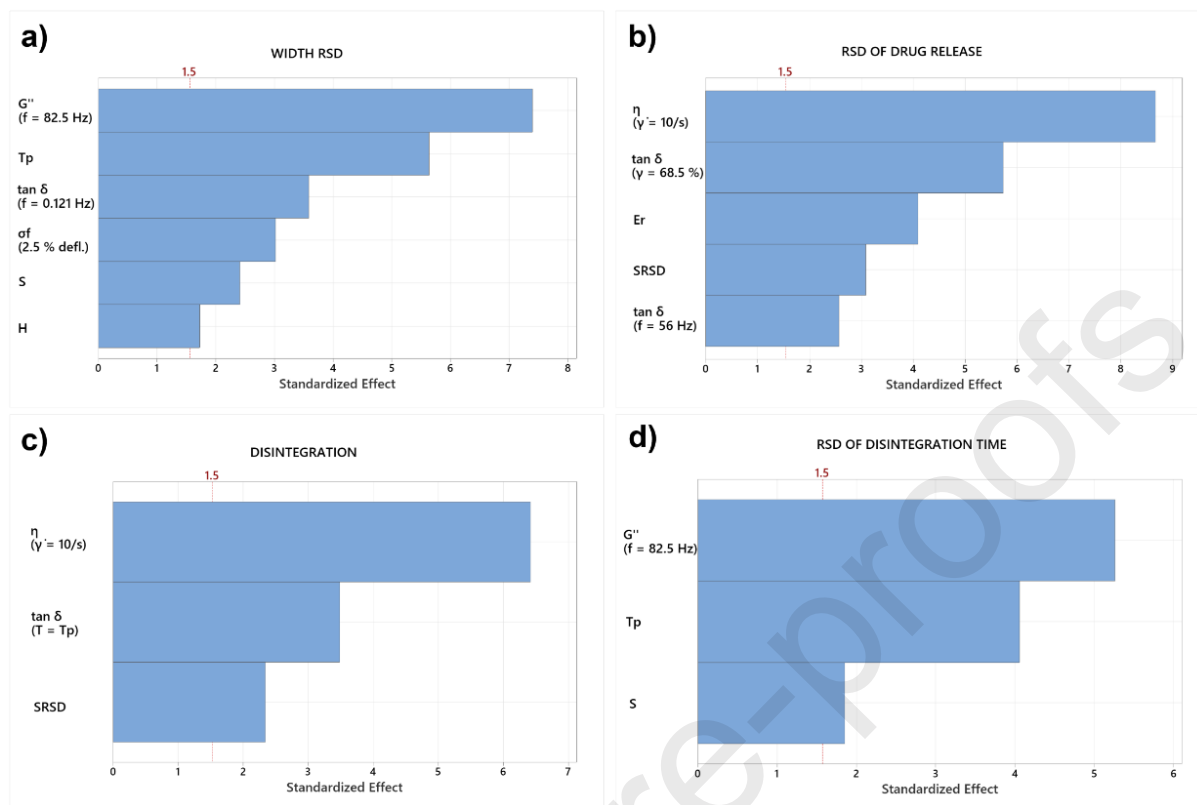 a)
WIDTH RSD
1.5
G''
(f = 82.5 Hz)
Tp
tan δ
(f = 0.121 Hz)
σf
(2.5 % defl.)
S
H
0 1 2 3 4 5 6 7 8
Standardized Effect
b)
RSD OF DRUG RELEASE
1.5
η
(γ˙= 10/s)
tan δ
(γ = 68.5 %)
Er
SRSD
tan δ
(f = 56 Hz)
0 1 2 3 4 5 6 7 8 9
Standardized Effect
c)
DISINTEGRATION
1.5
η
(γ˙= 10/s)
tan δ
(T = Tp)
SRSD
0 1 2 3 4 5 6 7
Standardized Effect
d)
RSD OF DISINTEGRATION TIME
1.5
G''
(f = 82.5 Hz)
Tp
S
0 1 2 3 4 5 6
Standardized Effect
re-proofs